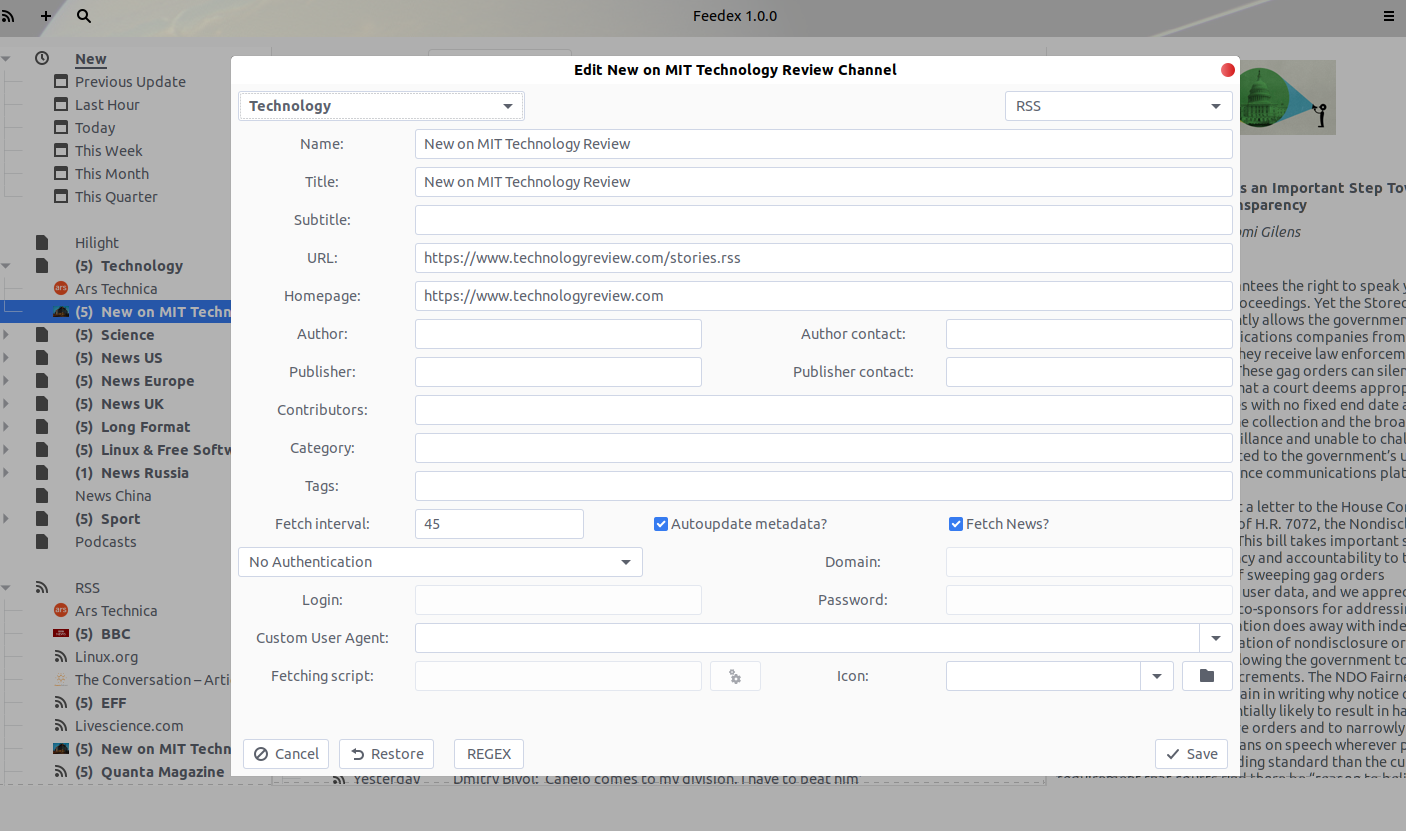 Feedex 1.0.0
New
Previous Update
Last Hour
Today
This Week
This Month
This Quarter
Hilight
(5) Technology
ars Ars Technica
(5) New on MIT Techn
(5) Science
(5) News US
(5) News Europe
(5) News UK
(5) Long Format
(5) Linux & Free Softw
(1) News Russia
News China
(5) Sport
Podcasts
RSS
ars Ars Technica
(5) BBC
Linux.org
The Conversation – Arti
(5) EFF
Livescience.com
(5) New on MIT Techn
(5) Quanta Magazine
Edit New on MIT Technology Review Channel
Technology
RSS
Name: New on MIT Technology Review
Title: New on MIT Technology Review
Subtitle:
URL: https://www.technologyreview.com/stories.rss
Homepage: https://www.technologyreview.com
Author: Author contact:
Publisher: Publisher contact:
Contributors:
Category:
Tags:
Fetch interval: 45 Autoupdate metadata? Fetch News?
No Authentication Domain:
Login: Password:
Custom User Agent:
Fetching script: Icon:
Cancel Restore REGEX Save
Yesterday Dmitry Bivol: 'Canelo comes to my division, I have to beat him'
s an Important Step Tow
nsparency
omi Gilens
antees the right to speak y
oceedings. Yet the Stored
ntly allows the government
ications companies from
hey receive law enforceme
These gag orders can silen
hat a court deems approp
s with no fixed end date a
e collection and the broa
illance and unable to chal
ted to the government's u
nce communications plat
t a letter to the House Com
of H.R. 7072, the Nondiscl
This bill takes important s
cy and accountability to t
f sweeping gag orders
user data, and we apprec
co-sponsors for addressin
ation does away with inde
ation of nondisclosure or
lowing the government to
crements. The NDO Fairne
ain in writing why notice o
ntially likely to result in ha
e orders and to narrowly
ans on speech wherever p
ding standard than the cu